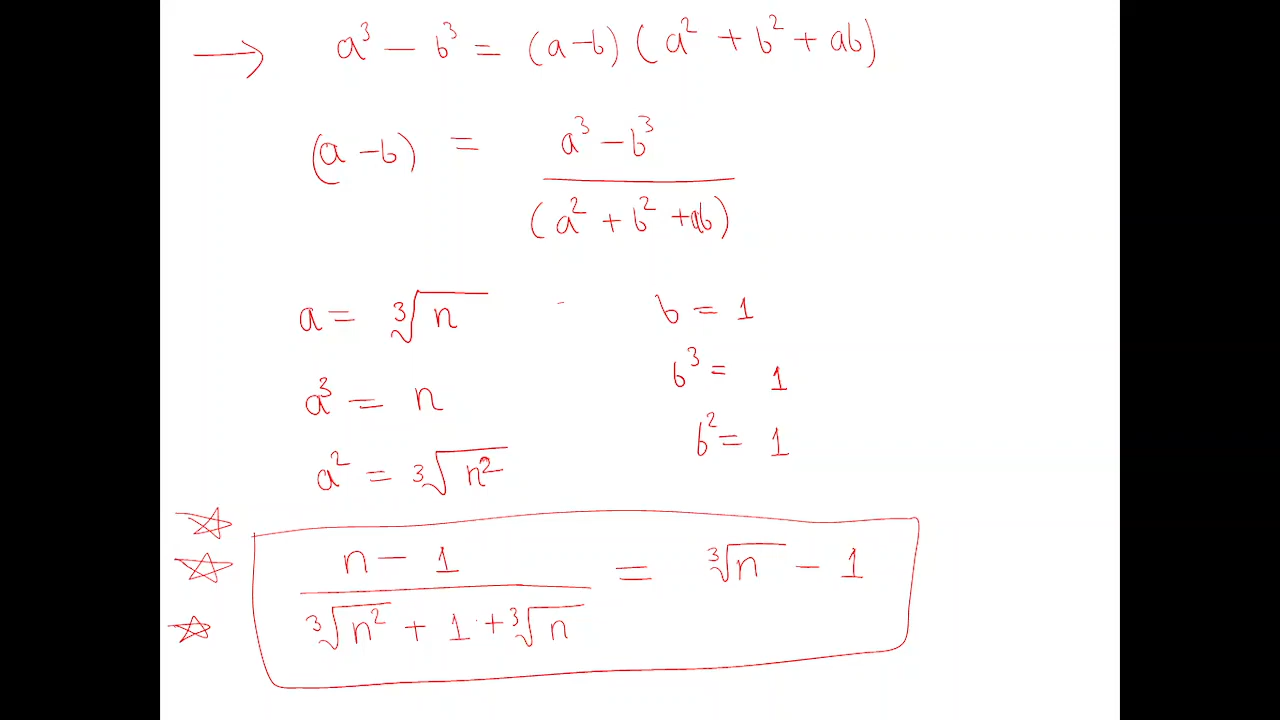 → a³ − b³ = (a−b) (a² + b² + ab)
(a − b) = a³ − b³ / (a² + b² + ab)
a = ∛n b = 1
a³ = n b³ = 1
a² = ∛n² b² = 1
n − 1 / ∛n² + 1 + ∛n = ∛n − 1